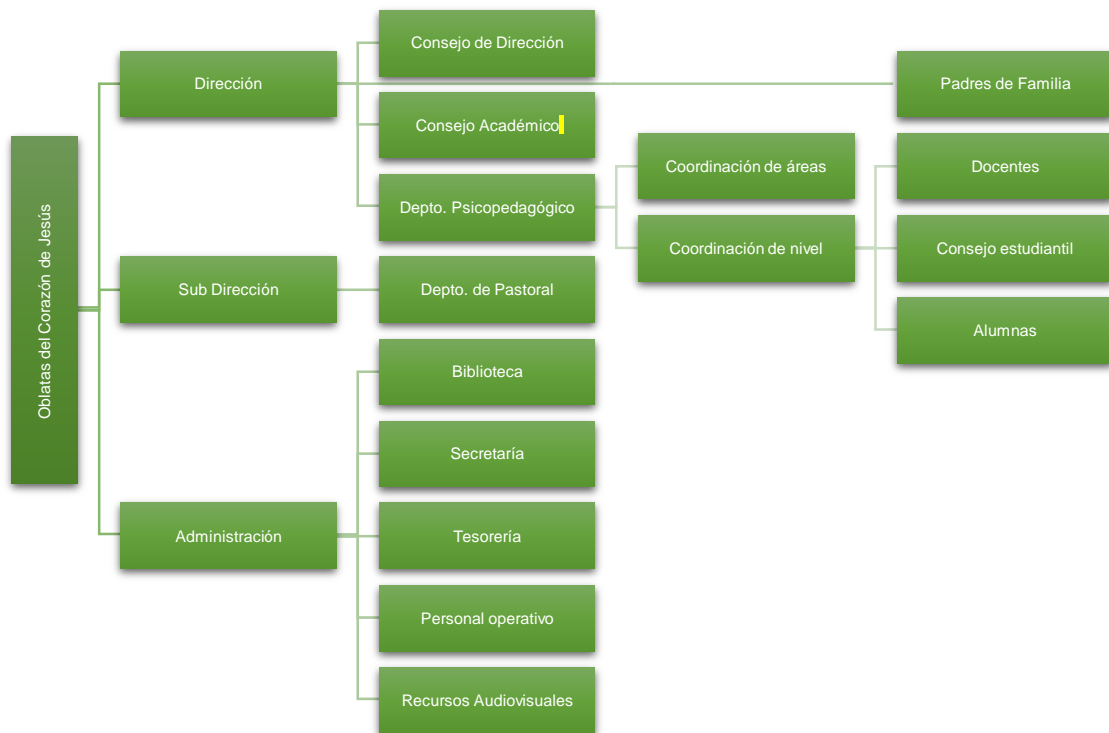 Oblatas del Corazón de Jesús
Dirección
Consejo de Dirección
Padres de Familia
Consejo Académico
Depto. Psicopedagógico
Coordinación de áreas
Docentes
Coordinación de nivel
Consejo estudiantil
Alumnas
Sub Dirección
Depto. de Pastoral
Administración
Biblioteca
Secretaría
Tesorería
Personal operativo
Recursos Audiovisuales